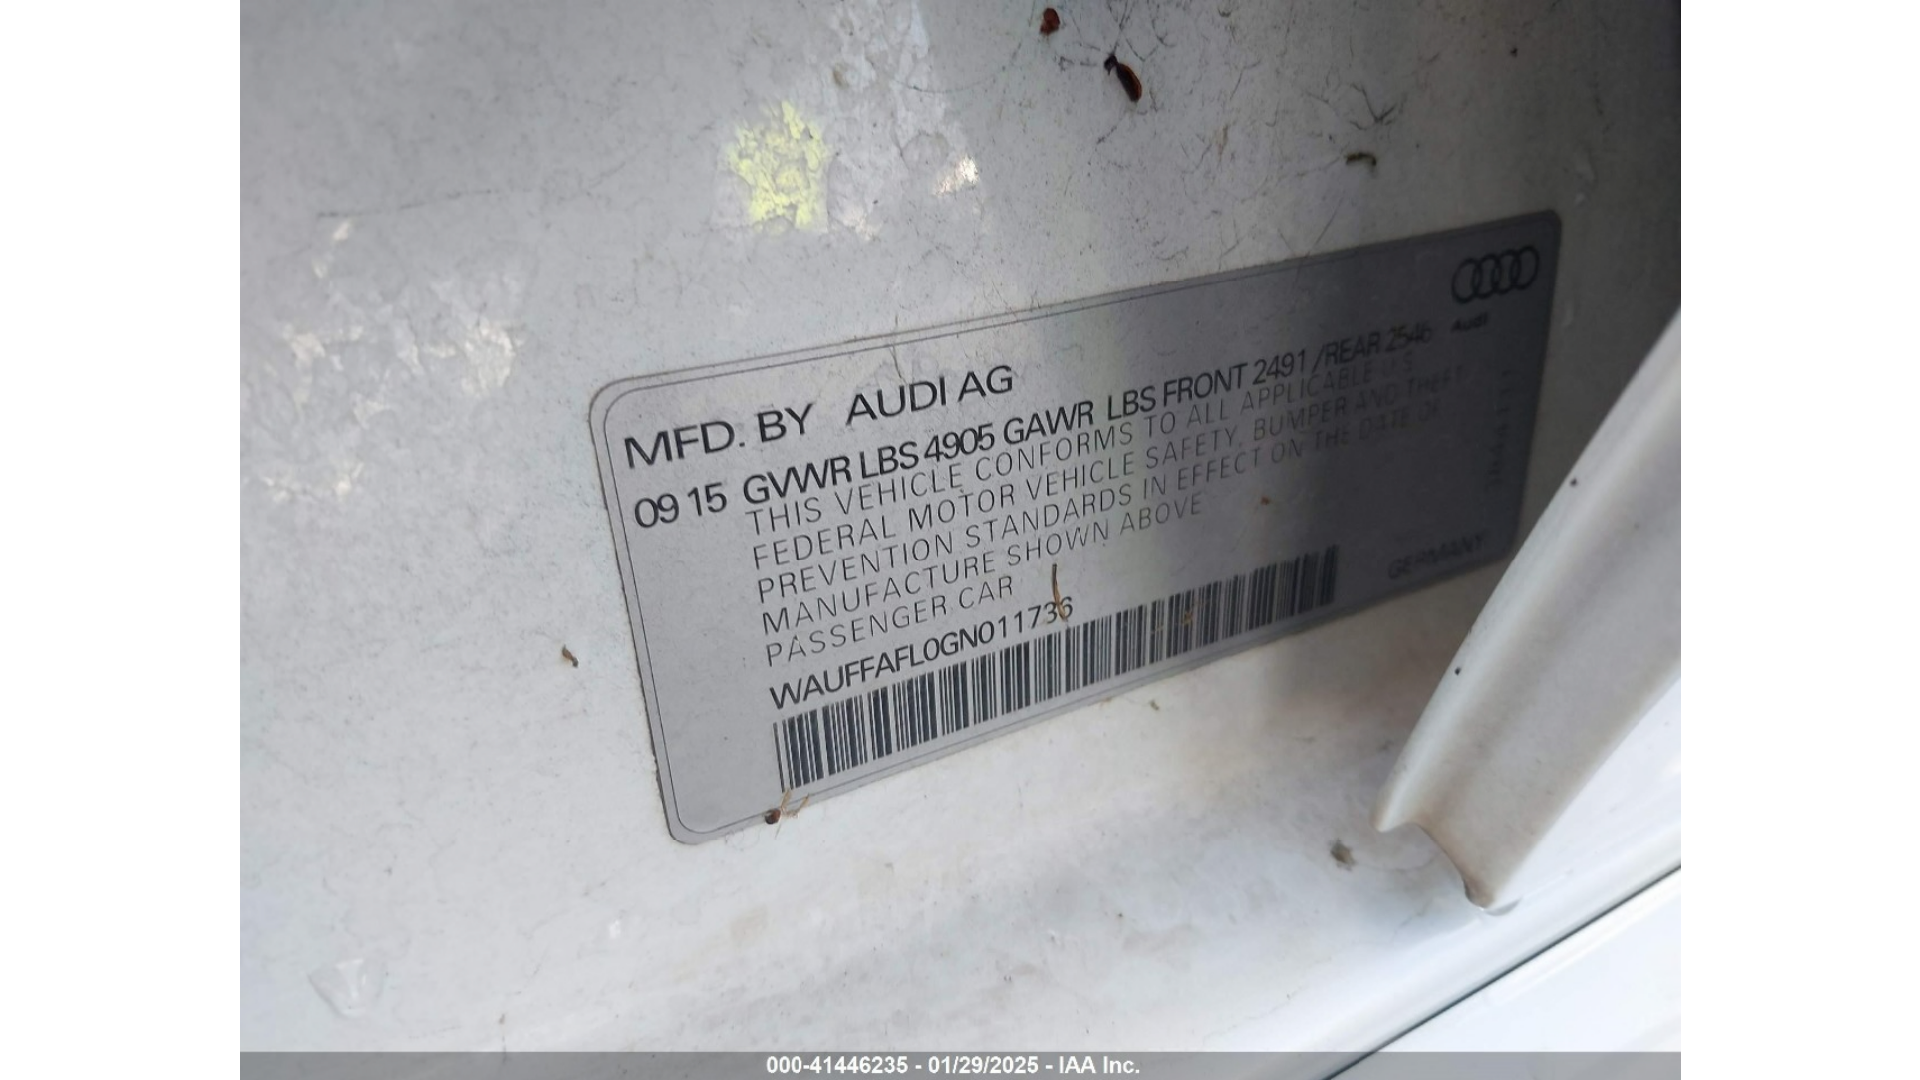 MFD. BY AUDI AG
09 15 GVWR LBS 4905 GAWR LBS FRONT 2491 /REAR 2546
THIS VEHICLE CONFORMS TO ALL APPLICABLE U.S.
FEDERAL MOTOR VEHICLE SAFETY, BUMPER AND THEFT
PREVENTION STANDARDS IN EFFECT ON THE DATE OF
MANUFACTURE SHOWN ABOVE
PASSENGER CAR
WAUFFAFL0GN011736
Audi
GERMANY
000-41446235 - 01/29/2025 - IAA Inc.